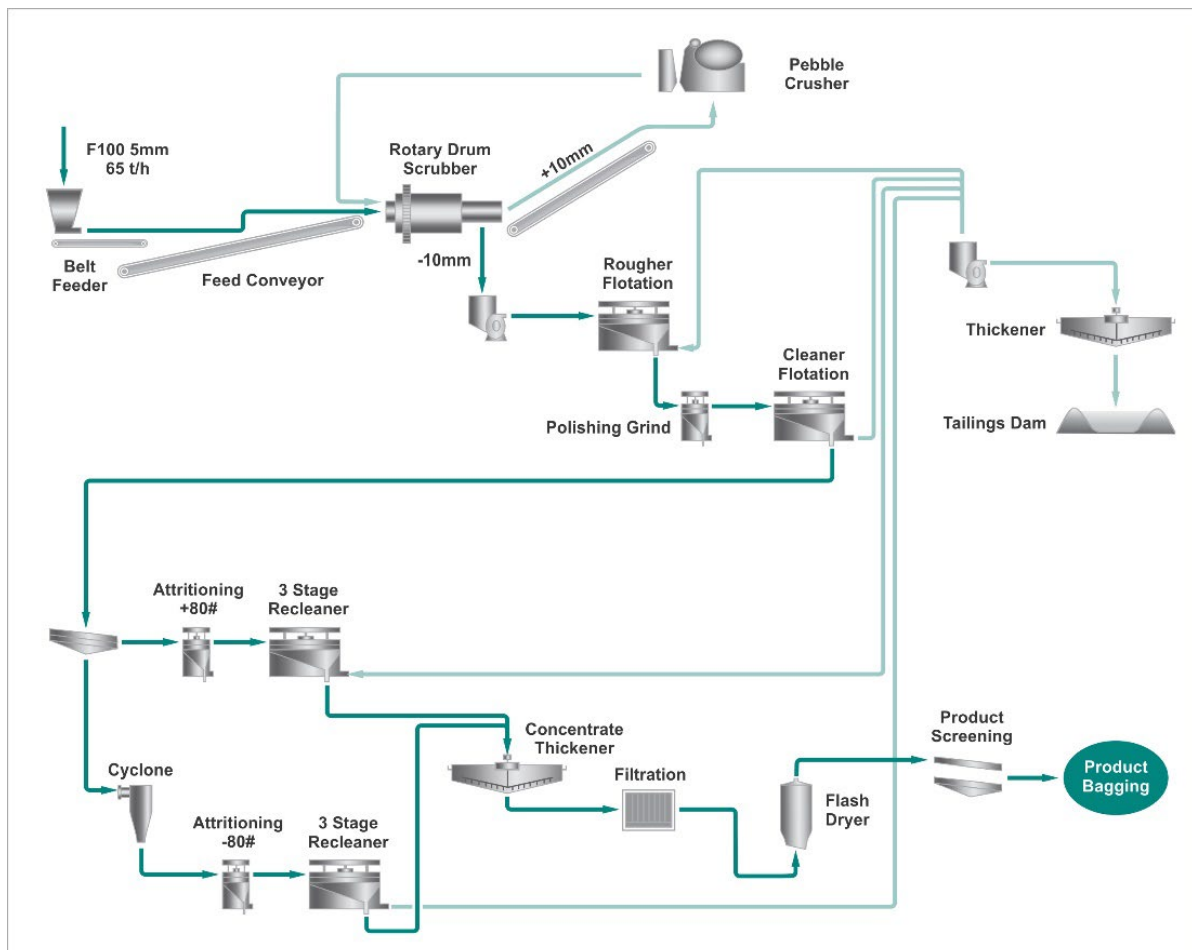 Pebble
Crusher
F100 5mm
65 t/h
Rotary Drum
Scrubber
+10mm
Belt
Feeder
Feed Conveyor
-10mm
Rougher
Flotation
Thickener
Cleaner
Flotation
Polishing Grind
Tailings Dam
Attritioning
+80#
3 Stage
Recleaner
Concentrate
Thickener
Product
Screening
Cyclone
Filtration
Product
Bagging
Flash
Dryer
Attritioning
-80#
3 Stage
Recleaner